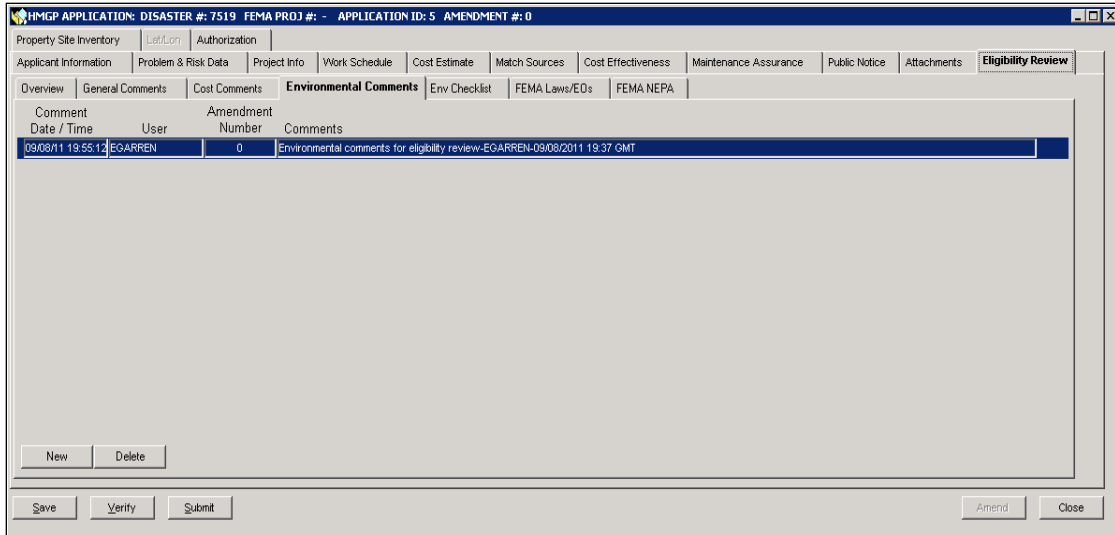 HMGP APPLICATION: DISASTER #: 7519 FEMA PROJ #: - APPLICATION ID: 5 AMENDMENT #: 0
Property Site Inventory Lat/Lon Authorization
Applicant Information Problem & Risk Data Project Info Work Schedule Cost Estimate Match Sources Cost Effectiveness Maintenance Assurance Public Notice Attachments Eligibility Review
Overview General Comments Cost Comments Environmental Comments Env Checklist FEMA Laws/EOs FEMA NEPA
Comment Amendment
Date / Time User Number Comments
09/08/11 19:55:12 EGARREN 0 Environmental comments for eligibility review-EGARREN-09/08/2011 19:37 GMT
New Delete
Save Verify Submit Amend Close